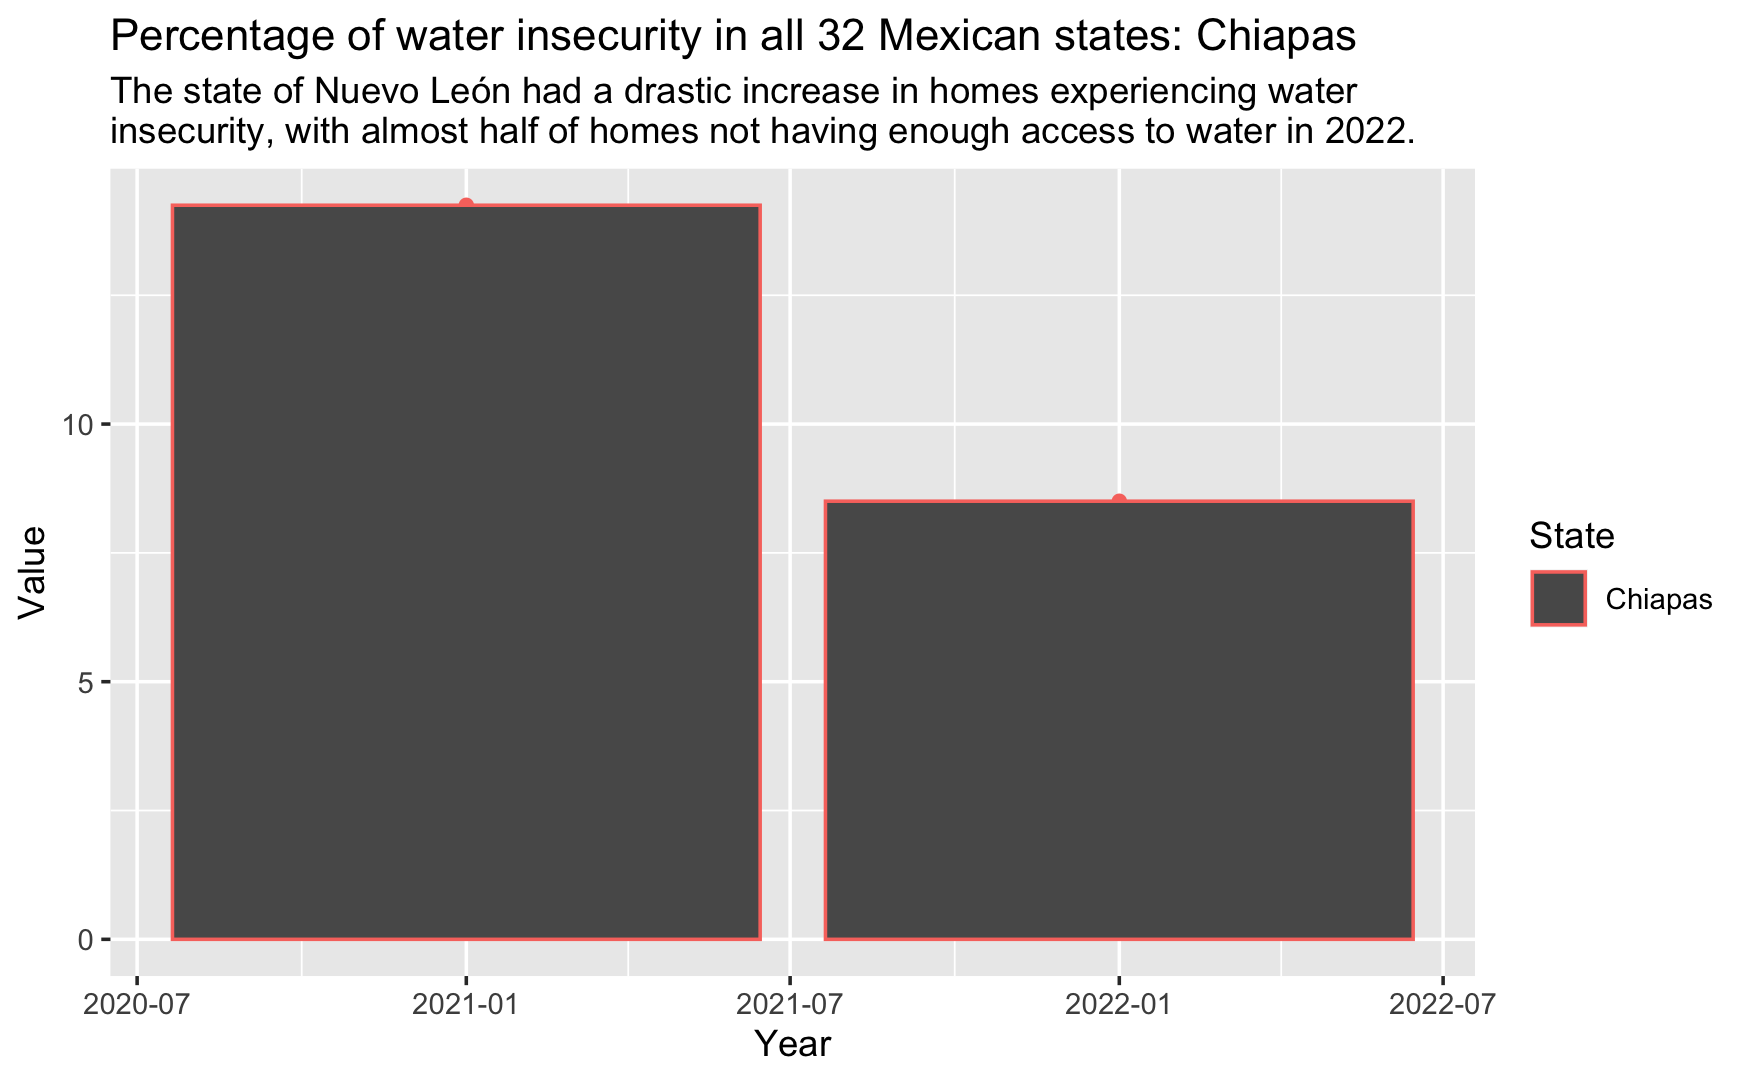 Percentage of water insecurity in all 32 Mexican states: Chiapas
The state of Nuevo León had a drastic increase in homes experiencing water
insecurity, with almost half of homes not having enough access to water in 2022.
Value
10
5
0
2020-07
2021-01
2021-07
2022-01
2022-07
Year
State
Chiapas